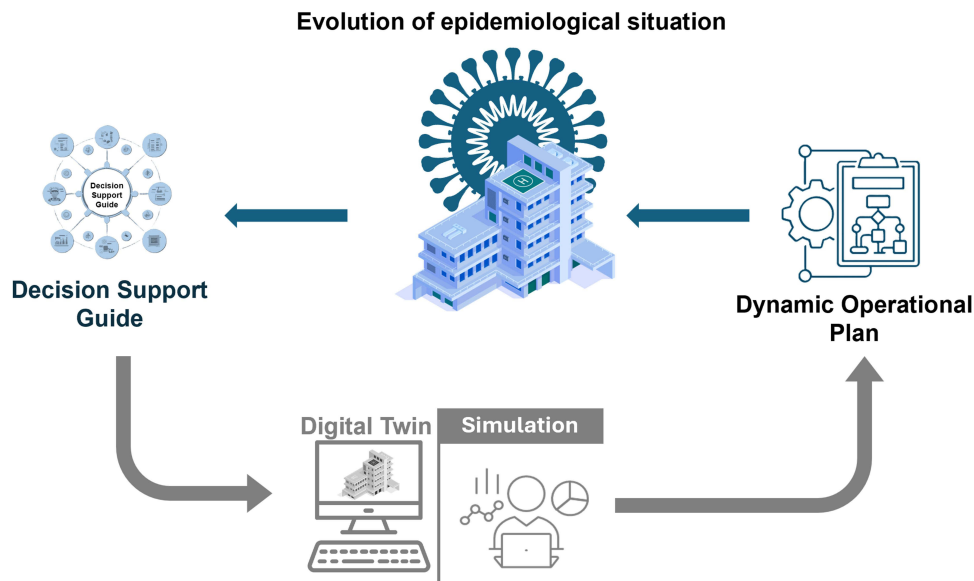 Evolution of epidemiological situation
Decision
Support
Guide
H
Decision Support
Guide
Dynamic Operational
Plan
Digital Twin
Simulation